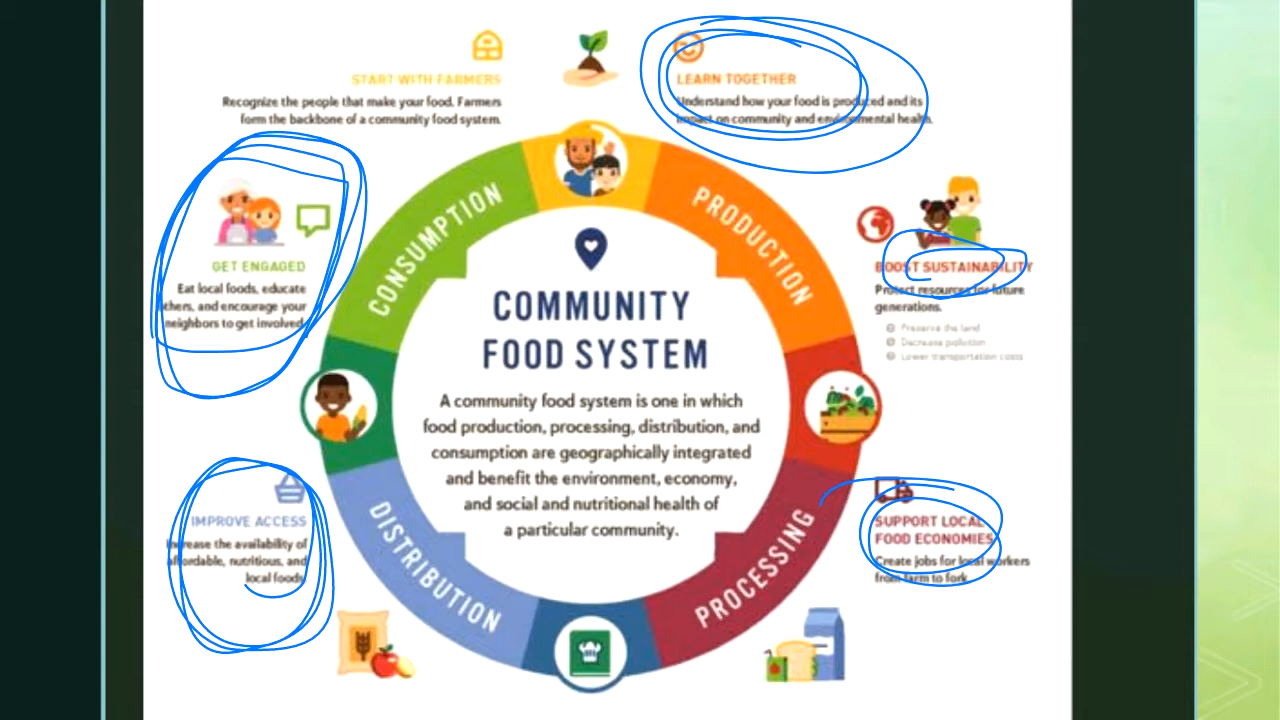 START WITH FARMERS
Recognize the people that make your food. Farmers
form the backbone of a community food system.
LEARN TOGETHER
Understand how your food is produced and its
impact on community and environmental health.
CONSUMPTION
PRODUCTION
GET ENGAGED
Eat local foods, educate
others, and encourage your
neighbors to get involved.
BOOST SUSTAINABILITY
Protect resources for future
generations.
Preserve the land
Decrease pollution
Lower transportation costs
COMMUNITY
FOOD SYSTEM
A community food system is one in which
food production, processing, distribution, and
consumption are geographically integrated
and benefit the environment, economy,
and social and nutritional health of
a particular community.
IMPROVE ACCESS
Increase the availability of
affordable, nutritious, and
local foods.
SUPPORT LOCAL
FOOD ECONOMIES
Create jobs for local workers
from farm to fork.
DISTRIBUTION
PROCESSING